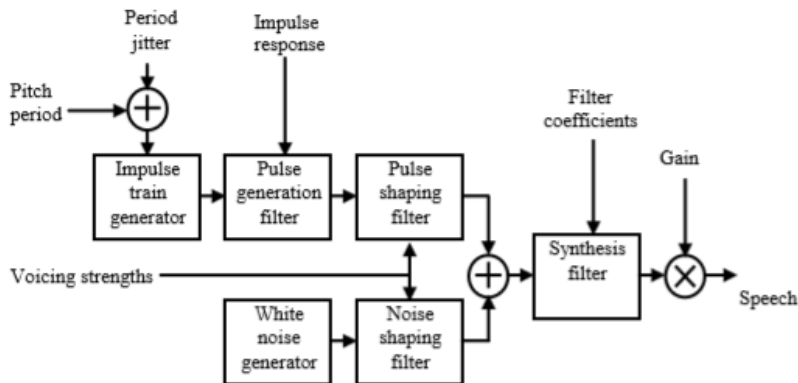 Period
jitter
Impulse
response
Pitch
period
Filter
coefficients
Gain
Impulse
train
generator
Pulse
generation
filter
Pulse
shaping
filter
Voicing strengths
Synthesis
filter
Speech
White
noise
generator
Noise
shaping
filter